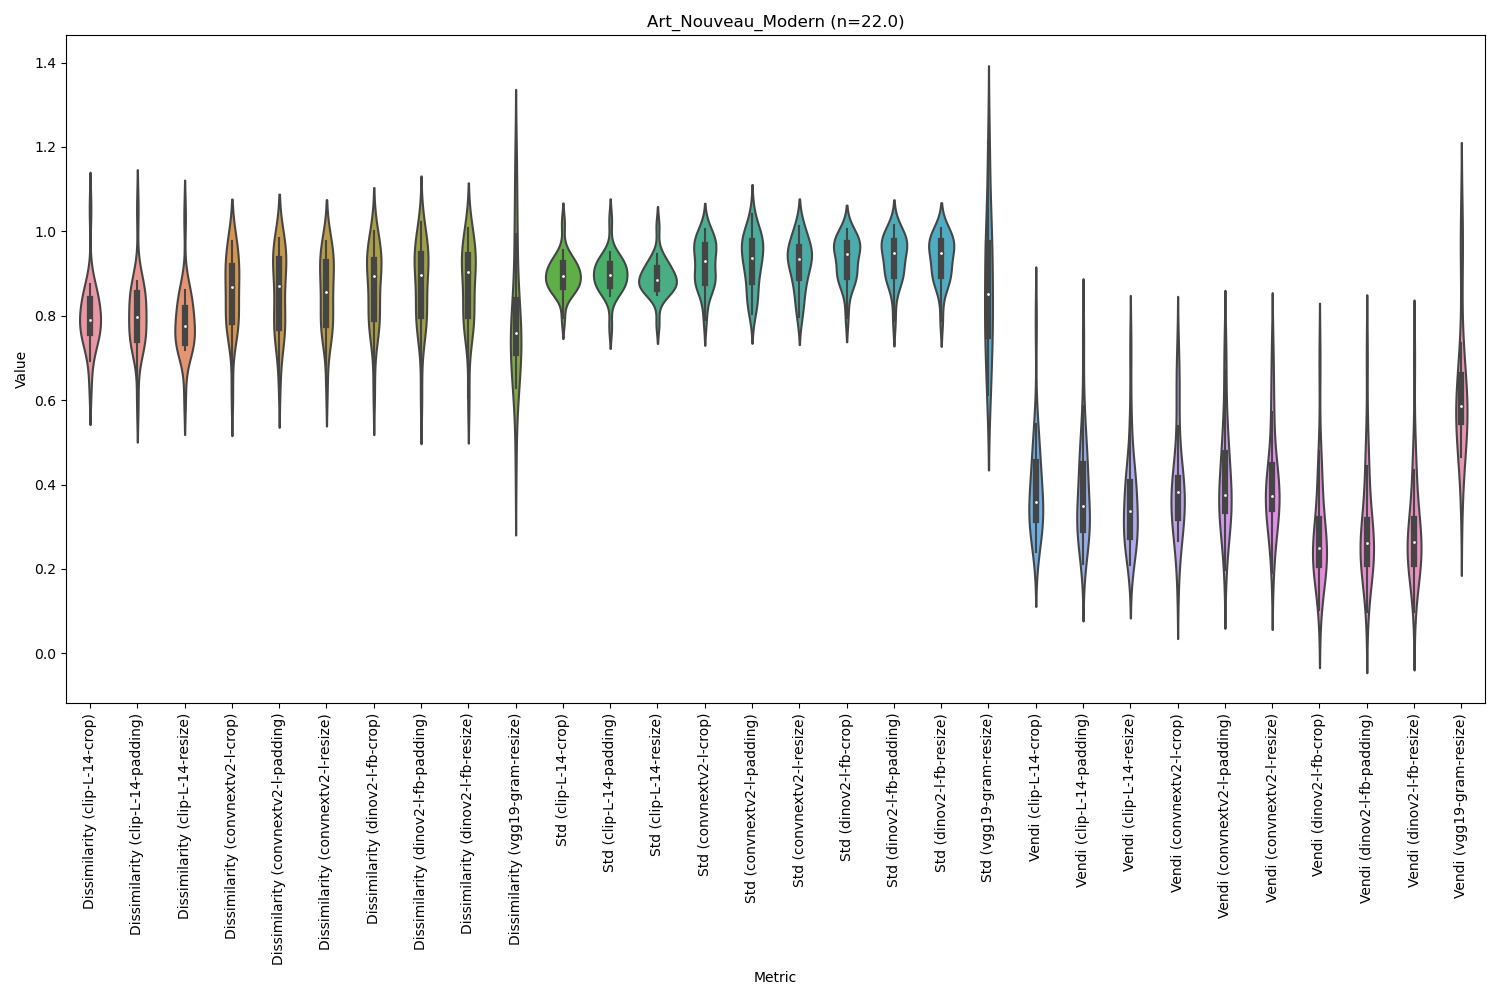 Art_Nouveau_Modern (n=22.0)
Value
1.4
1.2
1.0
0.8
0.6
0.4
0.2
0.0
Dissimilarity (clip-L-14-crop)
Dissimilarity (clip-L-14-padding)
Dissimilarity (clip-L-14-resize)
Dissimilarity (convnextv2-l-crop)
Dissimilarity (convnextv2-l-padding)
Dissimilarity (convnextv2-l-resize)
Dissimilarity (dinov2-l-fb-crop)
Dissimilarity (dinov2-l-fb-padding)
Dissimilarity (dinov2-l-fb-resize)
Dissimilarity (vgg19-gram-resize)
Std (clip-L-14-crop)
Std (clip-L-14-padding)
Std (clip-L-14-resize)
Std (convnextv2-l-crop)
Std (convnextv2-l-padding)
Std (convnextv2-l-resize)
Std (dinov2-l-fb-crop)
Std (dinov2-l-fb-padding)
Std (dinov2-l-fb-resize)
Std (vgg19-gram-resize)
Vendi (clip-L-14-crop)
Vendi (clip-L-14-padding)
Vendi (clip-L-14-resize)
Vendi (convnextv2-l-crop)
Vendi (convnextv2-l-padding)
Vendi (convnextv2-l-resize)
Vendi (dinov2-l-fb-crop)
Vendi (dinov2-l-fb-padding)
Vendi (dinov2-l-fb-resize)
Vendi (vgg19-gram-resize)
Metric